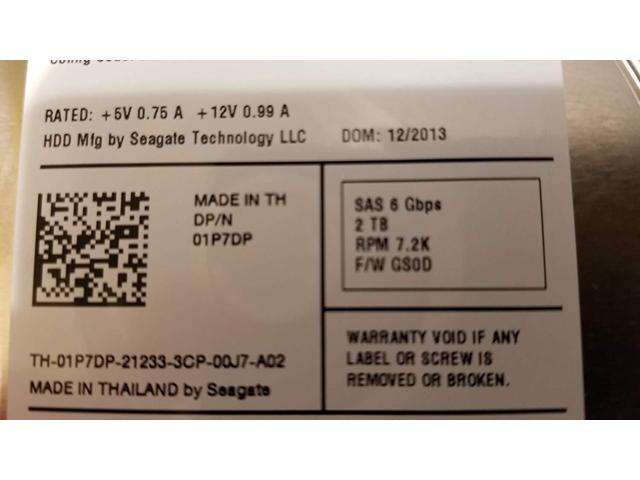 RATED: +5V 0.75 A +12V 0.99 A
HDD Mfg by Seagate Technology LLC DOM: 12/2013
MADE IN TH
DP/N
01P7DP
SAS 6 Gbps
2 TB
RPM 7.2K
F/W GS0D
TH-01P7DP-21233-3CP-00J7-A02
MADE IN THAILAND by Seagate
WARRANTY VOID IF ANY
LABEL OR SCREW IS
REMOVED OR BROKEN.